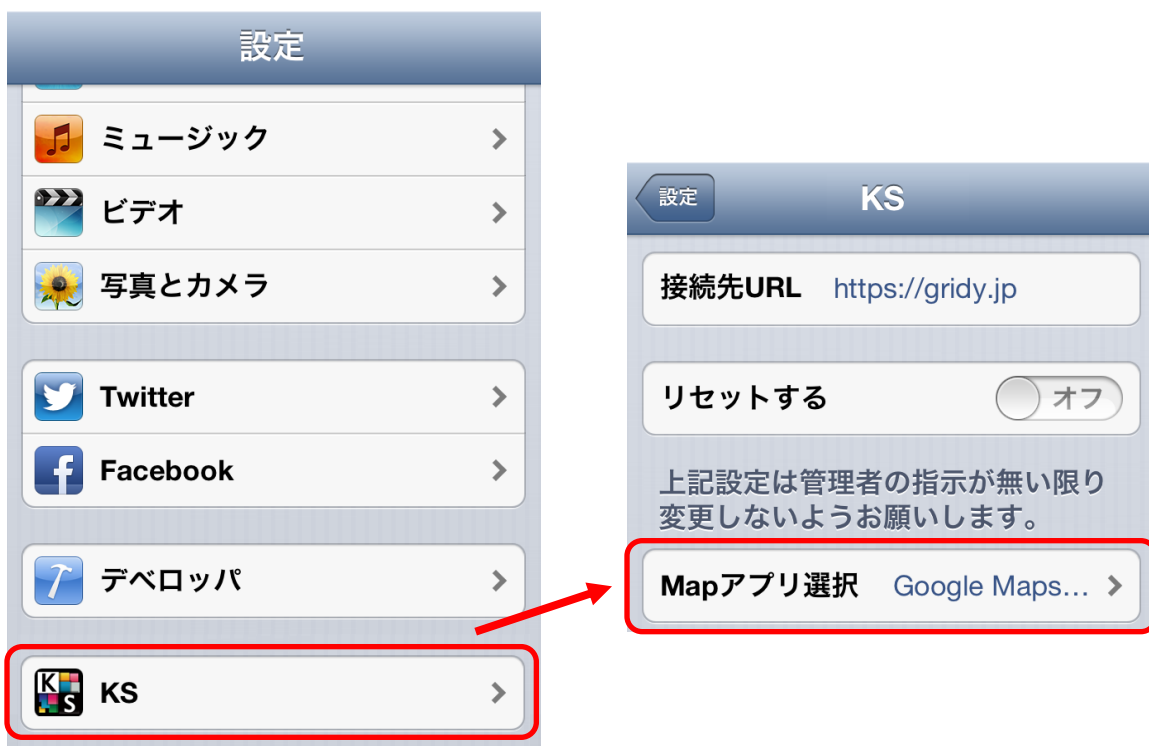 設定
ミュージック
ビデオ
写真とカメラ
Twitter
Facebook
デベロッパ
KS
KS
設定
KS
接続先URL https://gridy.jp
リセットする オフ
上記設定は管理者の指示が無い限り
変更しないようお願いします。
Mapアプリ選択 Google Maps...